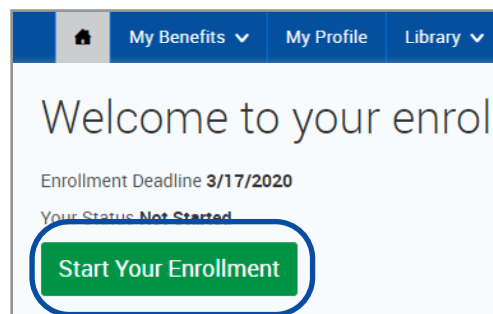 My Benefits My Profile Library
Welcome to your enrol
Enrollment Deadline 3/17/2020
Your Status Not Started
Start Your Enrollment